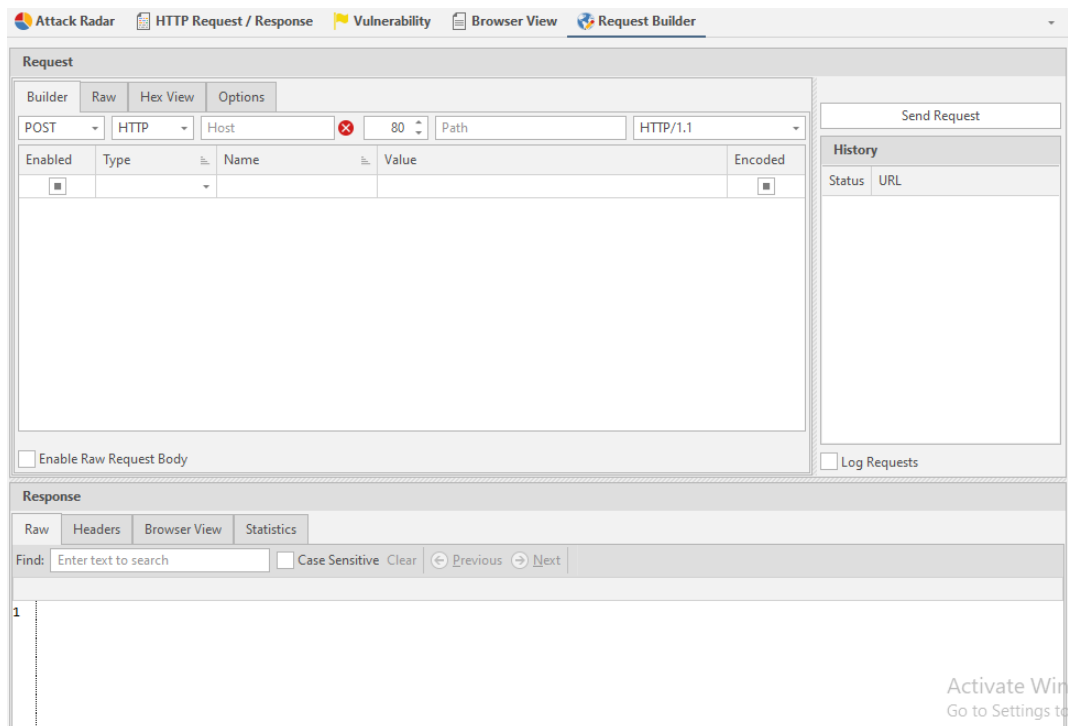 Attack Radar HTTP Request / Response Vulnerability Browser View Request Builder
Request
Builder Raw Hex View Options
POST HTTP Host 80 Path HTTP/1.1
Enabled Type Name Value Encoded
Enable Raw Request Body
Send Request
History
Status URL
Log Requests
Response
Raw Headers Browser View Statistics
Find: Enter text to search Case Sensitive Clear Previous Next
1
Activate Win
Go to Settings to